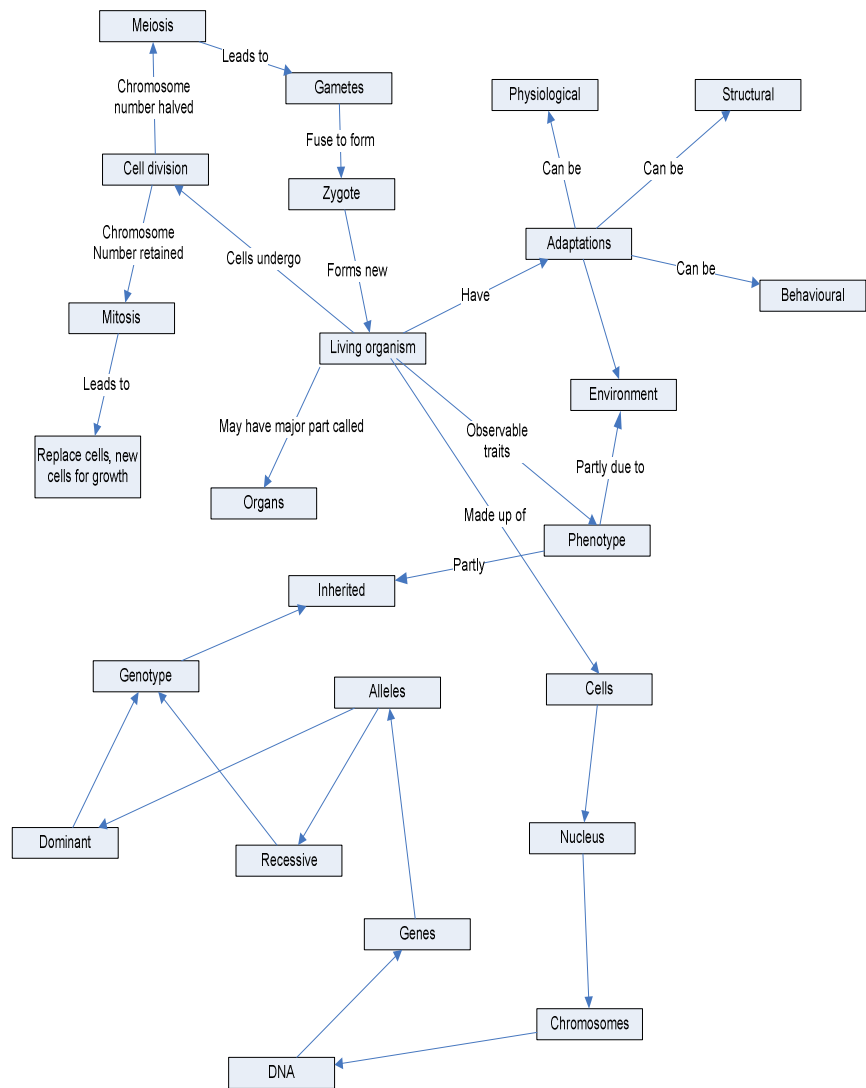 Meiosis
Leads to
Gametes
Chromosome
number halved
Physiological
Structural
Fuse to form
Can be
Can be
Cell division
Zygote
Chromosome
Number retained
Cells undergo
Forms new
Adaptations
Can be
Behavioural
Have
Mitosis
Living organism
Leads to
Environment
May have major part called
Observable
traits
Replace cells, new
cells for growth
Partly due to
Organs
Made up of
Phenotype
Partly
Inherited
Genotype
Alleles
Cells
Dominant
Recessive
Nucleus
Genes
Chromosomes
DNA